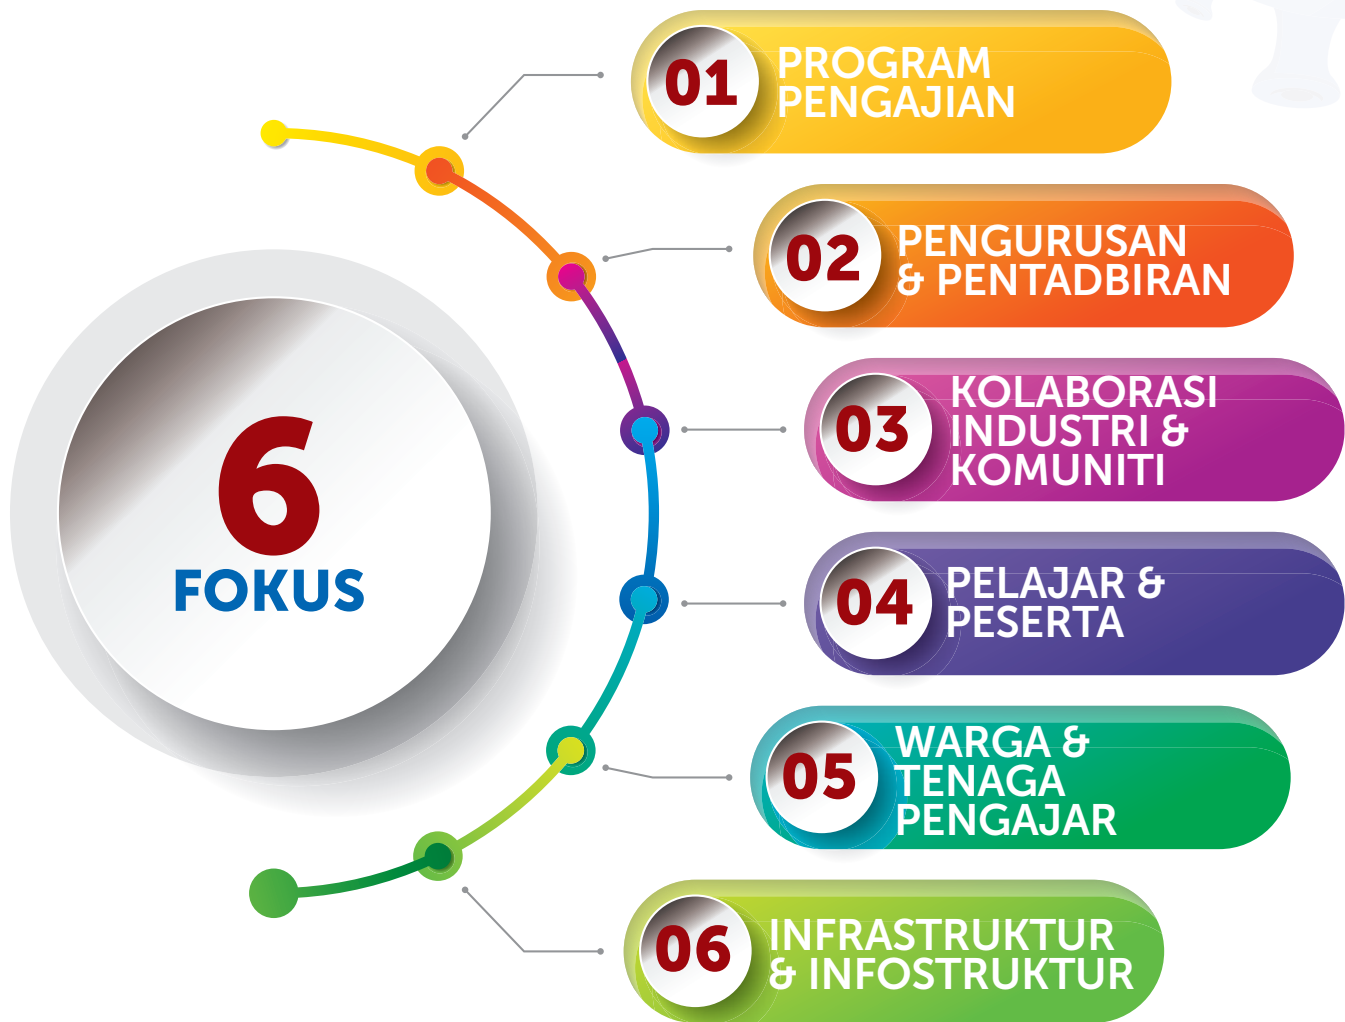 6
FOKUS
01
PROGRAM
PENGAJIAN
02
PENGURUSAN
& PENTADBIRAN
03
KOLABORASI
INDUSTRI &
KOMUNITI
04
PELAJAR &
PESERTA
05
WARGA &
TENAGA
PENGAJAR
06
INFRASTRUKTUR
& INFOSTRUKTUR